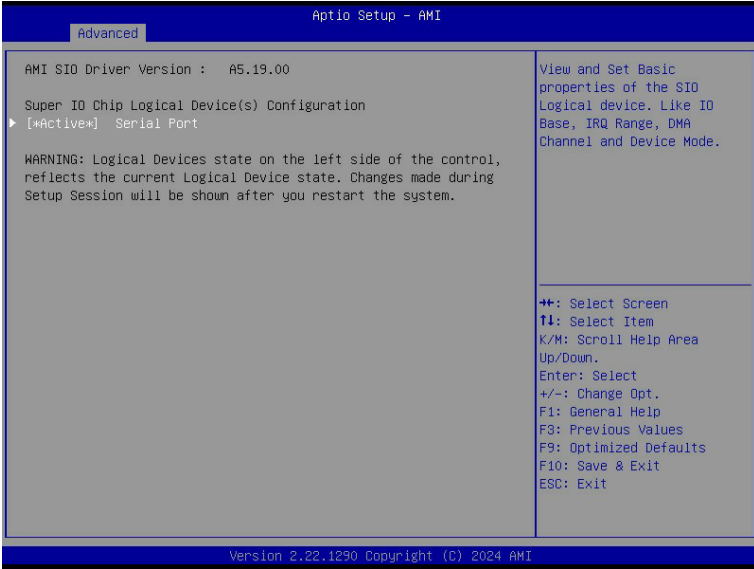 Aptio Setup – AMI
Advanced
AMI SIO Driver Version :   A5.19.00
Super IO Chip Logical Device(s) Configuration
[*Active*]  Serial Port
WARNING: Logical Devices state on the left side of the control,
reflects the current Logical Device state. Changes made during
Setup Session will be shown after you restart the system.
View and Set Basic
properties of the SIO
Logical device. Like IO
Base, IRQ Range, DMA
Channel and Device Mode.
→←: Select Screen
↑↓: Select Item
K/M: Scroll Help Area
Up/Down.
Enter: Select
+/-: Change Opt.
F1: General Help
F3: Previous Values
F9: Optimized Defaults
F10: Save & Exit
ESC: Exit
Version 2.22.1290 Copyright (C) 2024 AMI